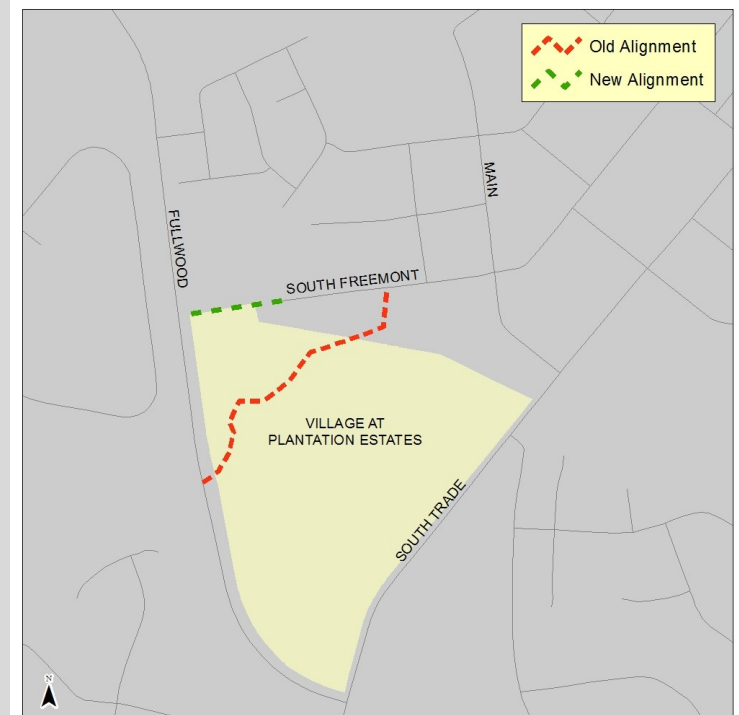 Old Alignment
New Alignment
MAIN
FULLWOOD
SOUTH FREEMONT
VILLAGE AT
PLANTATION ESTATES
SOUTH TRADE
N